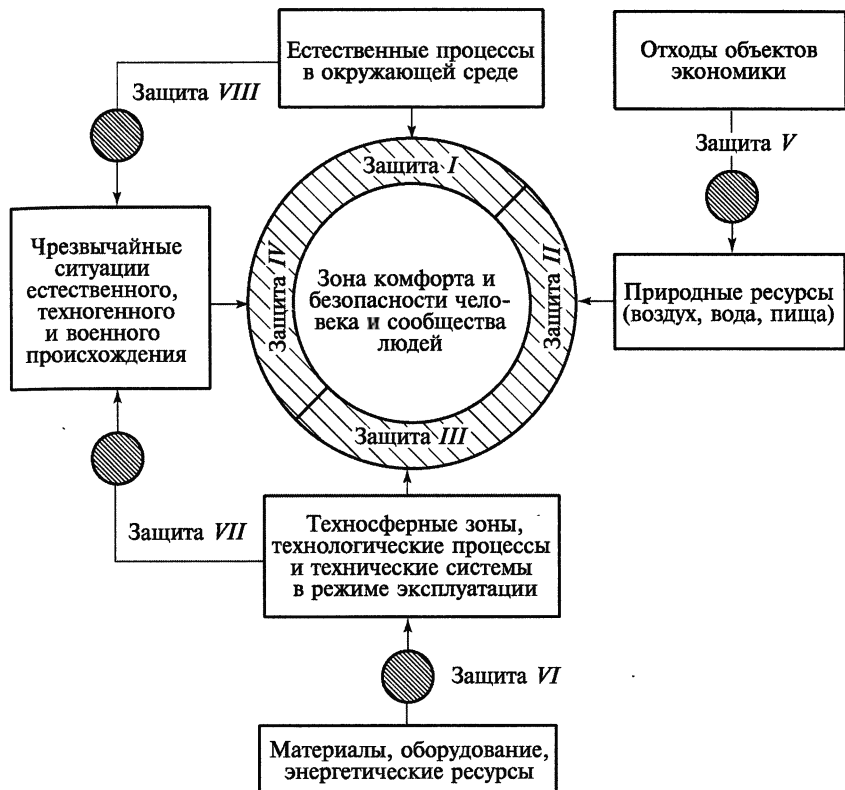 Естественные процессы
в окружающей среде
Отходы объектов
экономики
Защита VIII
Защита V
Защита I
Чрезвычайные
ситуации
естественного,
техногенного
и военного
происхождения
Защита IV
Зона комфорта и
безопасности чело-
века и сообщества
людей
Защита II
Природные ресурсы
(воздух, вода, пища)
Защита III
Защита VII
Техносферные зоны,
технологические процессы
и технические системы
в режиме эксплуатации
Защита VI
Материалы, оборудование,
энергетические ресурсы